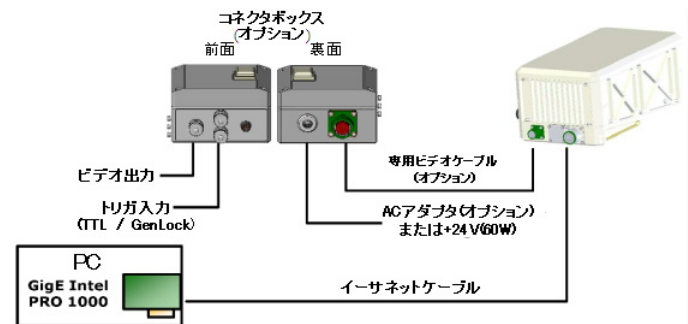 コネクタボックス
(オプション)
前面
裏面
ビデオ出力
トリガ入力
(TTL / GenLock)
専用ビデオケーブル
(オプション)
ACアダプタ(オプション)
または+24V(60W)
PC
GigE Intel
PRO 1000
イーサネットケーブル